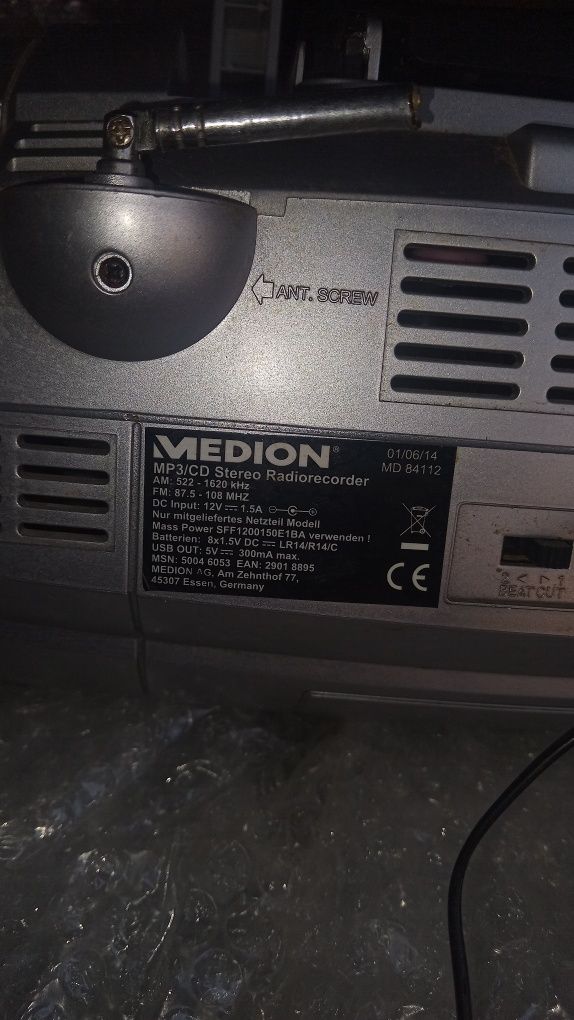 ANT. SCREW
MEDION®
01/06/14
MD 84112
MP3/CD Stereo Radiorecorder
AM: 522 - 1620 kHz
FM: 87.5 - 108 MHZ
DC Input: 12V 1.5A
Nur mitgeliefertes Netzteil Modell
Mass Power SFF1200150E1BA verwenden !
Batterien: 8x1.5V DC LR14/R14/C
USB OUT: 5V 300mA max.
MSN: 5004 6053 EAN: 2901 8895
MEDION AG, Am Zehnthof 77,
45307 Essen, Germany
CE
2 < > 1
BEAT CUT